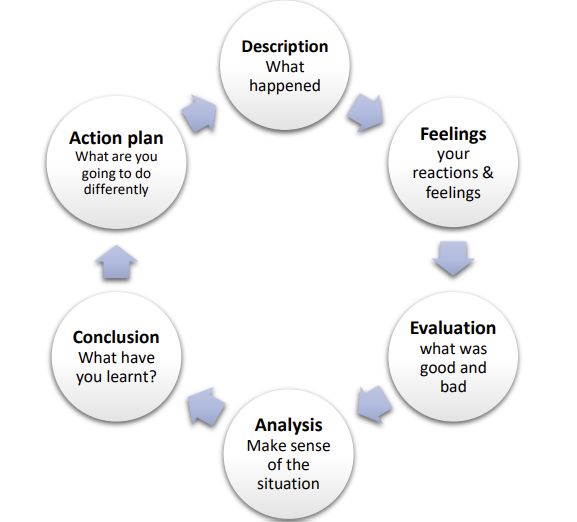 Description
What
happened
Feelings
your
reactions &
feelings
Evaluation
what was
good and
bad
Analysis
Make sense
of the
situation
Conclusion
What have
you learnt?
Action plan
What are you
going to do
differently